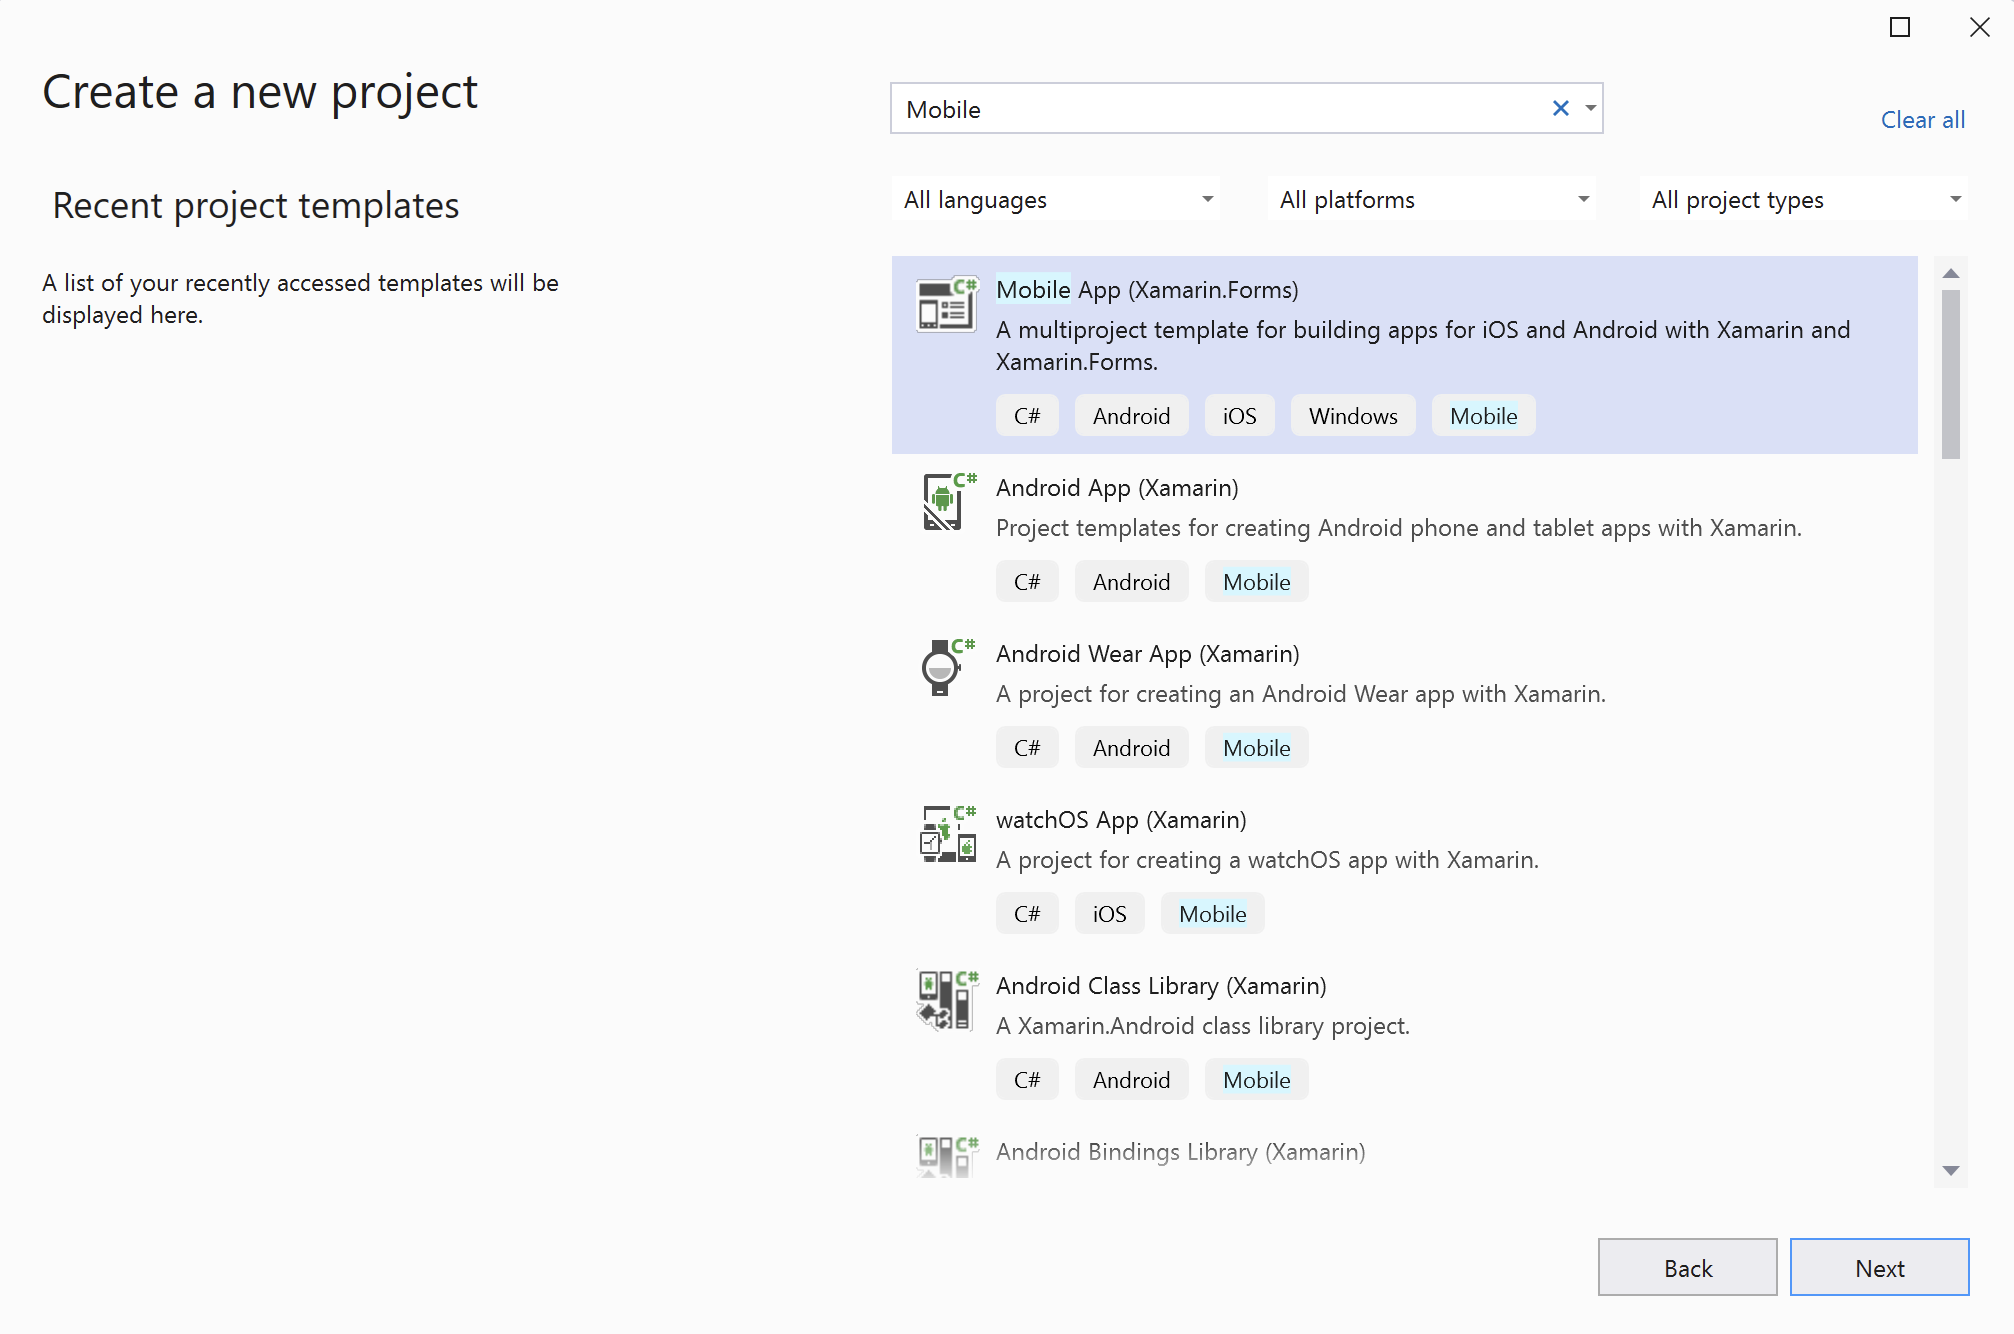 Create a new project
Recent project templates
A list of your recently accessed templates will be
displayed here.
Mobile
Clear all
All languages
All platforms
All project types
C#
Mobile App (Xamarin.Forms)
A multiproject template for building apps for iOS and Android with Xamarin and
Xamarin.Forms.
C# Android iOS Windows Mobile
C#
Android App (Xamarin)
Project templates for creating Android phone and tablet apps with Xamarin.
C# Android Mobile
C#
Android Wear App (Xamarin)
A project for creating an Android Wear app with Xamarin.
C# Android Mobile
C#
watchOS App (Xamarin)
A project for creating a watchOS app with Xamarin.
C# iOS Mobile
C#
Android Class Library (Xamarin)
A Xamarin.Android class library project.
C# Android Mobile
C#
Android Bindings Library (Xamarin)
Back
Next